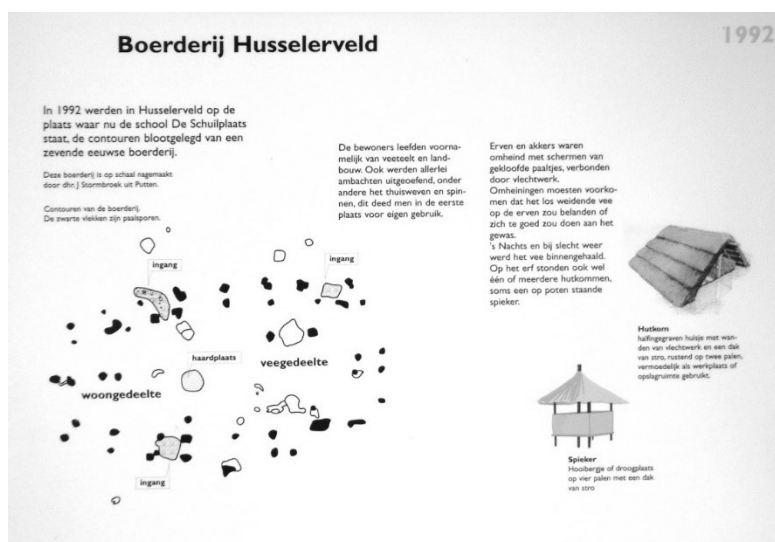 1992
Boerderij Husselerveld
In 1992 werden in Husselerveld op de
plaats waar nu de school De Schuilplaats
staat, de contouren blootgelegd van een
zevende eeuwse boerderij.
Deze boerderij is op schaal nagemaakt
door dhr. J Stormbroek uit Putten.
Contouren van de boerderij.
De zwarte vlekken zijn paalsporen.
De bewoners leefden voorna-
melijk van veeteelt en land-
bouw. Ook werden allerlei
ambachten uitgeoefend, onder
andere het thuisweven en spin-
nen, dit deed men in de eerste
plaats voor eigen gebruik.
Erven en akkers waren
omheind met schermen van
gekloofde paaltjes, verbonden
door vlechtwerk.
Omheiningen moesten voorko-
men dat het los weidende vee
op de erven zou belanden of
zich te goed zou doen aan het
gewas.
's Nachts en bij slecht weer
werd het vee binnengehaald.
Op het erf stonden ook wel
één of meerdere hutkommen,
soms een op poten staande
spieker.
ingang
ingang
haardplaats
veegedeelte
woongedeelte
ingang
Hutkom
halfingegraven huisje met wan-
den van vlechtwerk en een dak
van stro, rustend op twee palen,
vermoedelijk als werkplaats of
opslagruimte gebruikt.
Spieker
Hooibergje of droogplaats
op vier palen met een dak
van stro